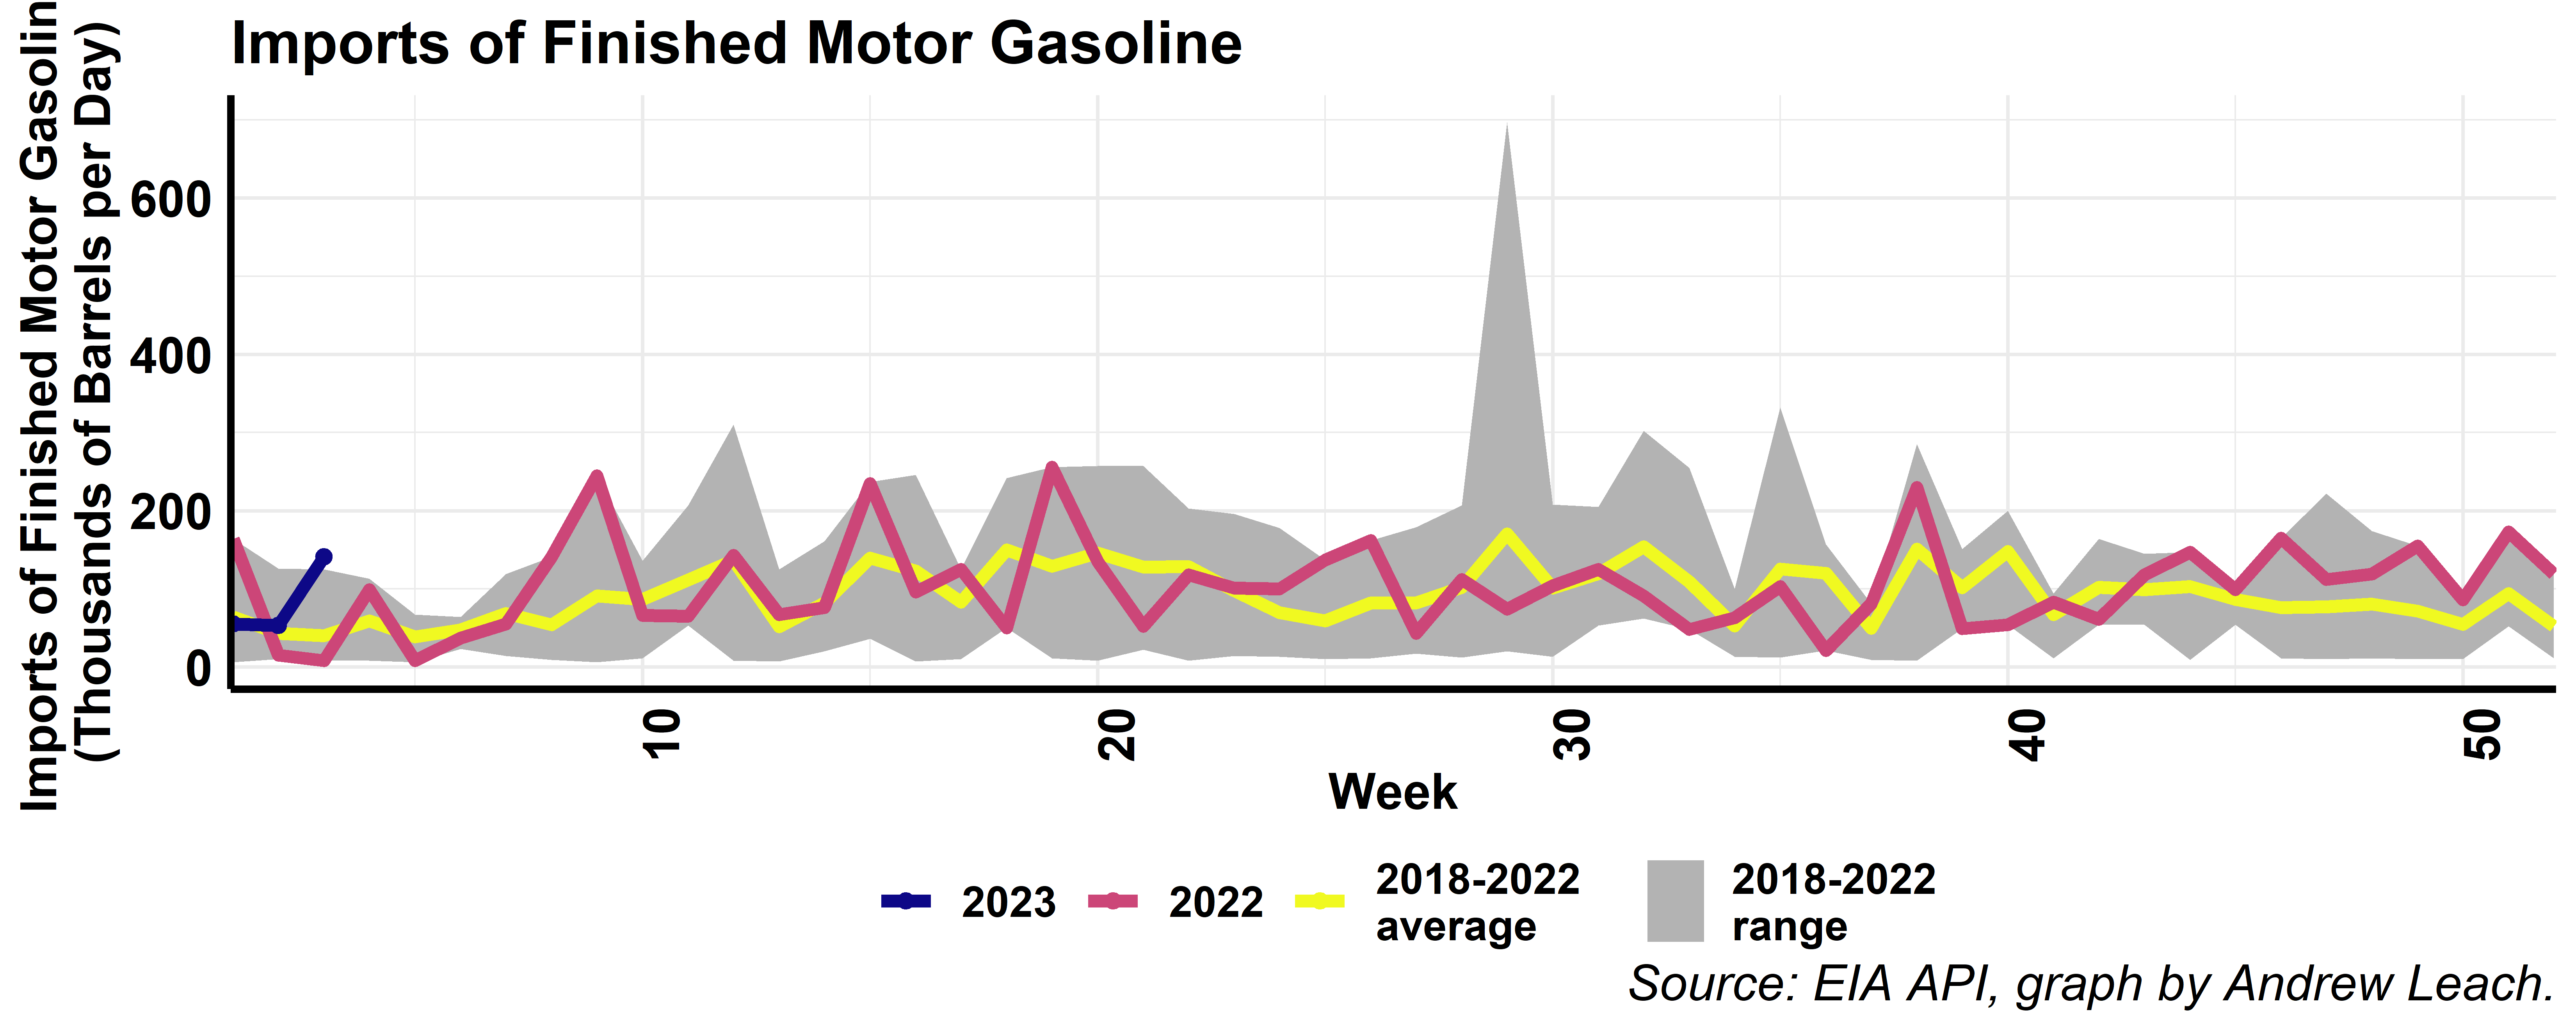 Imports of Finished Motor Gasoline
Imports of Finished Motor Gasolin
(Thousands of Barrels per Day)
600
400
200
0
10
20
30
40
50
Week
2023
2022
2018-2022
average
2018-2022
range
Source: EIA API, graph by Andrew Leach.